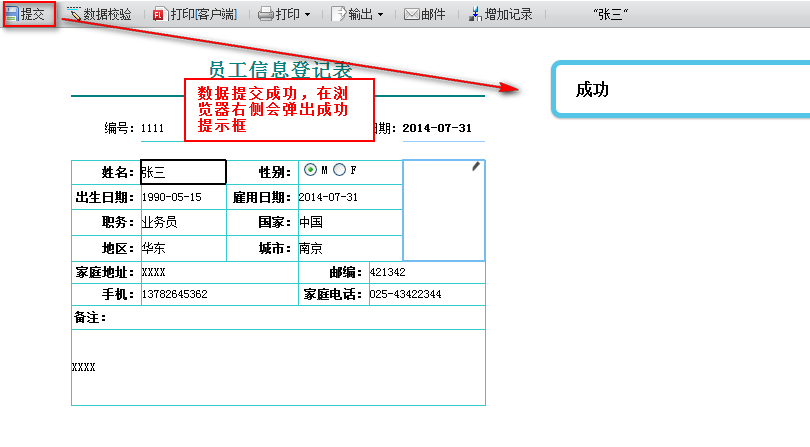 提交 数据校验 打印[客户端] 打印 输出 邮件 增加记录 “张三“
员工信息登记表
成功
数据提交成功，在浏
览器右侧会弹出成功
提示框
编号：1111 日期：2014-07-31
姓名：张三 性别： M F
出生日期：1990-05-15 雇用日期：2014-07-31
职务：业务员 国家：中国
地区：华东 城市：南京
家庭地址：XXXX 邮编：421342
手机：13782645362 家庭电话：025-43422344
备注：
XXXX